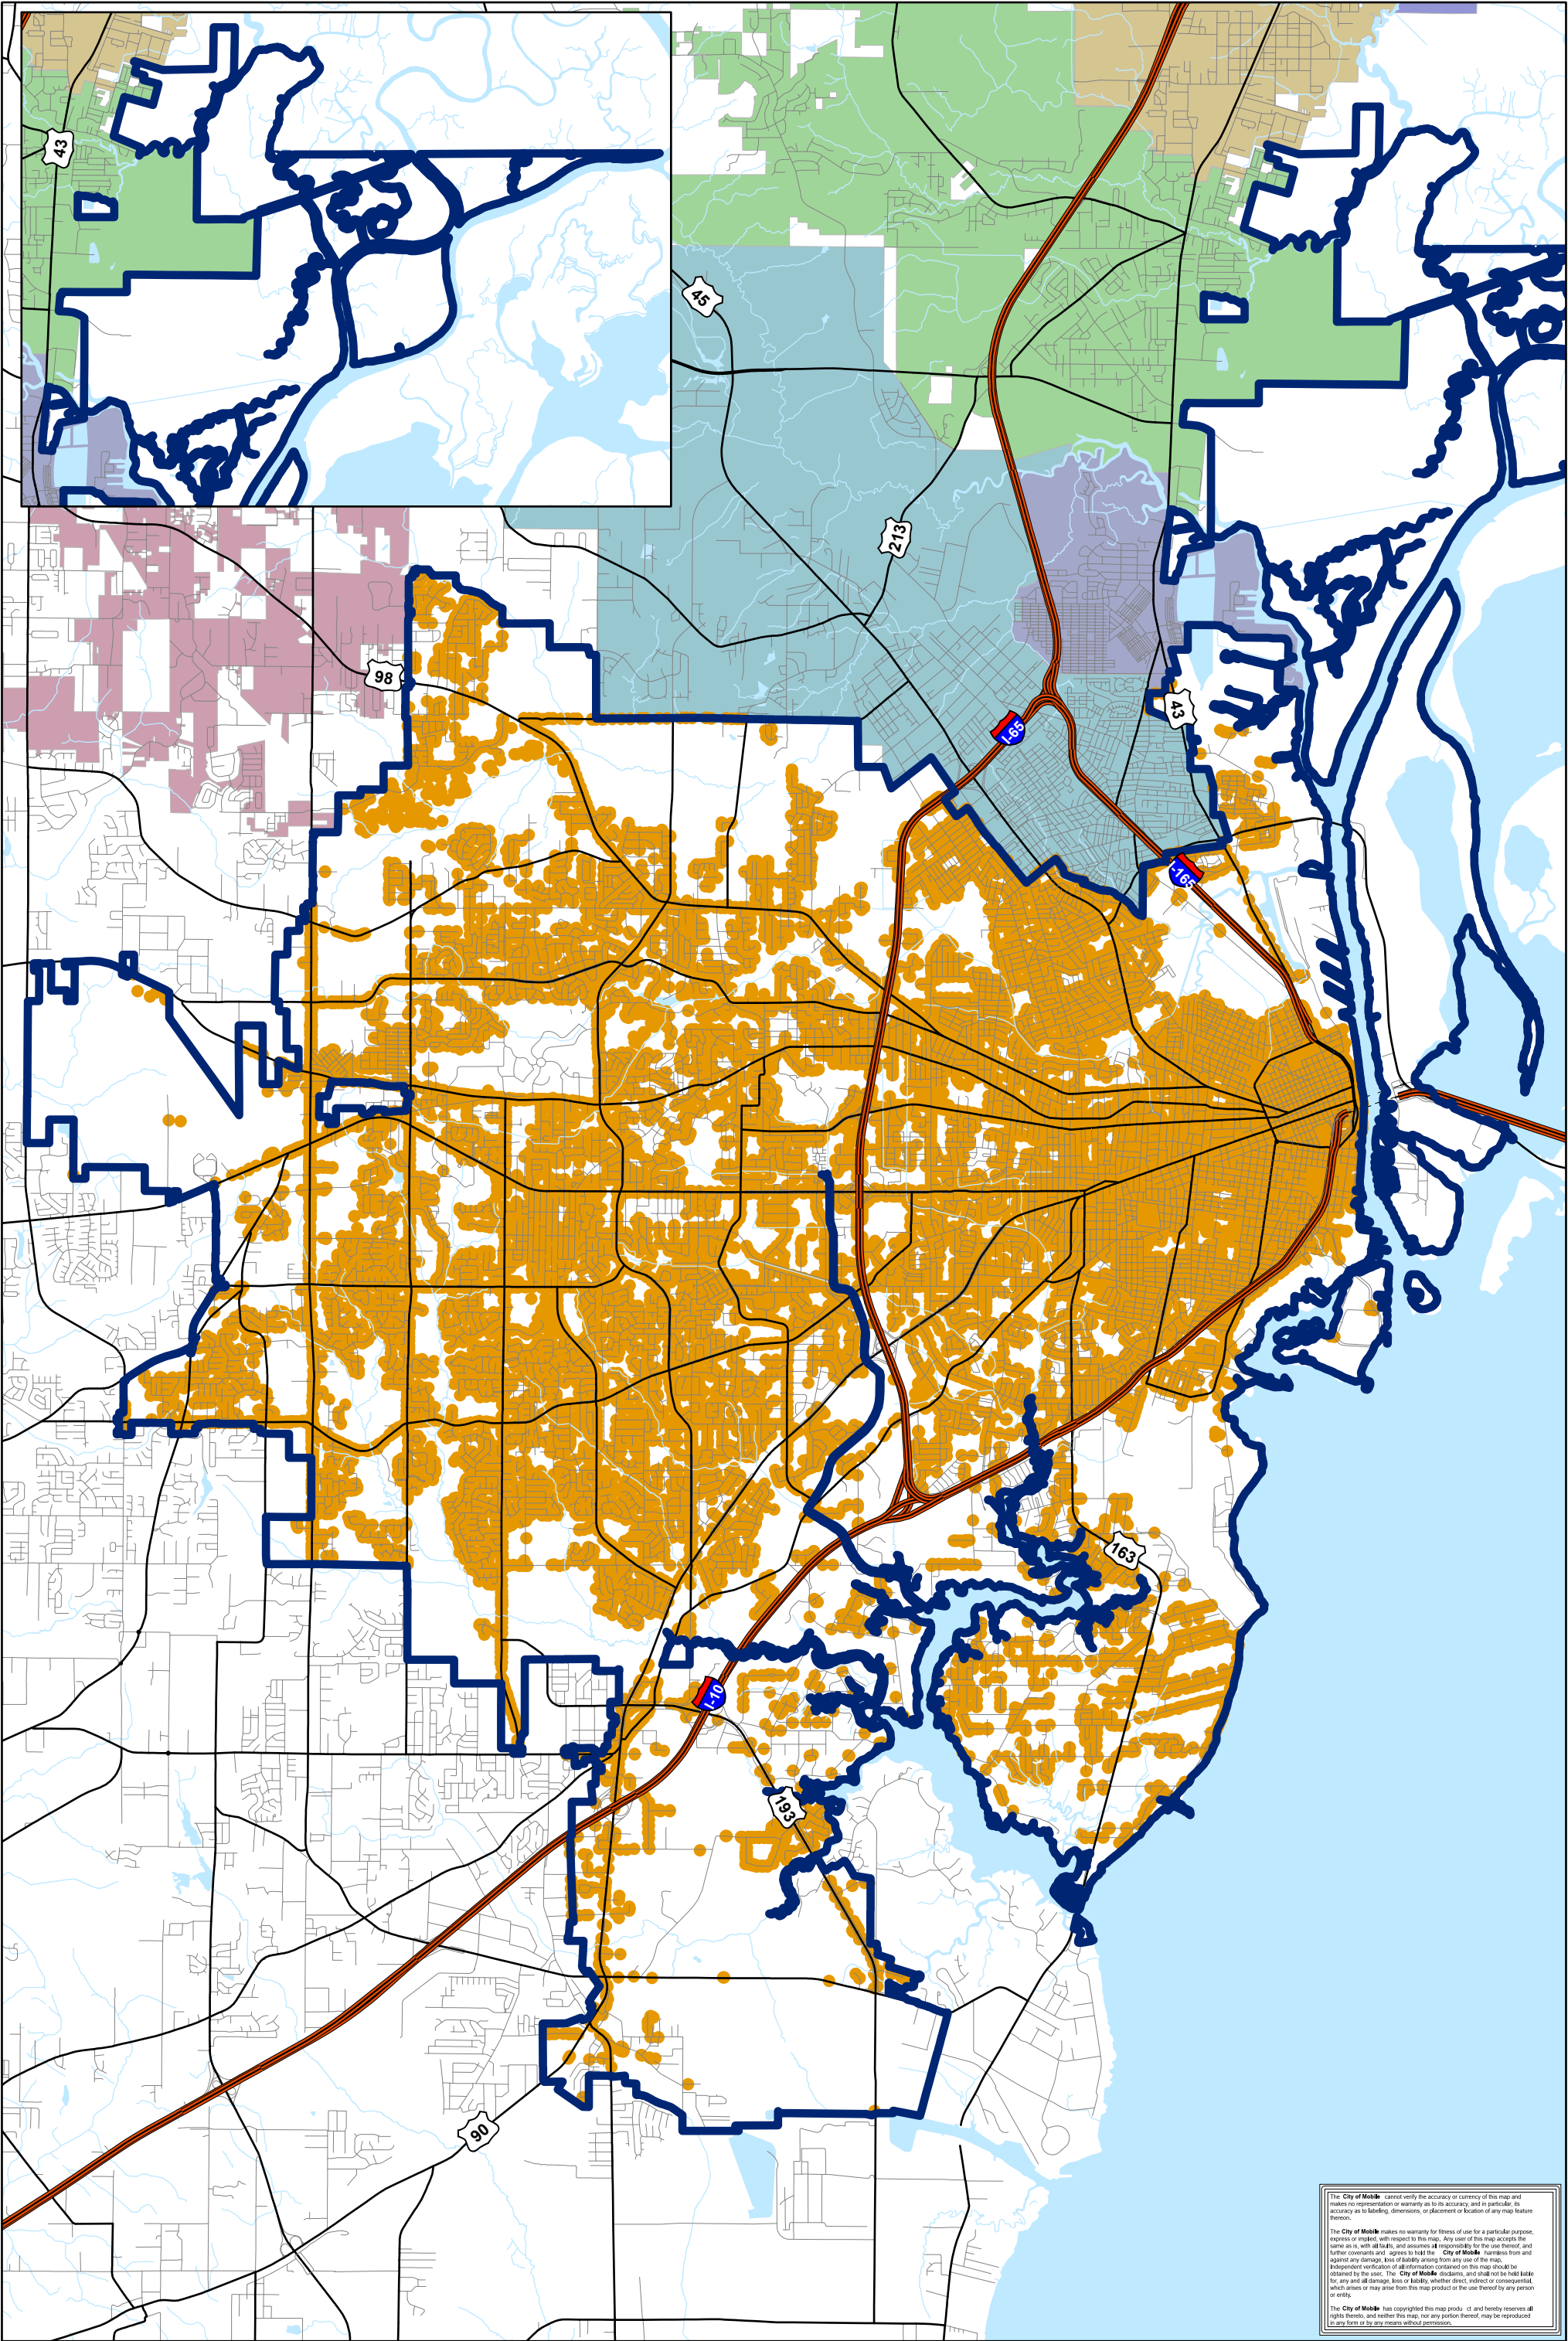 43
45
213
98
43
I-65
I-165
163
I-10
193
90
The City of Mobile cannot verify the accuracy or currency of this map and
makes no representation or warranty as to its accuracy, and in particular, its
accuracy as to labeling, dimensions, or placement or location of any map feature
thereon.
The City of Mobile makes no warranty for fitness of use for a particular purpose,
express or implied, with respect to this map. Any user of this map accepts the
same as is, with all faults, and assumes all responsibility for the use thereof, and
further covenants and agrees to hold the City of Mobile harmless from and
against any damage, loss of liability arising from any use of the map.
Independent verification of all information contained on this map should be
obtained by the user. The City of Mobile disclaims, and shall not be held liable
for, any and all damage, loss or liability, whether direct, indirect or consequential,
which arises or may arise from this map product or the use thereof by any person
or entity.
The City of Mobile has copyrighted this map produ ct and hereby reserves all
rights thereto, and neither this map, nor any portion thereof, may be reproduced
in any form or by any means without permission.